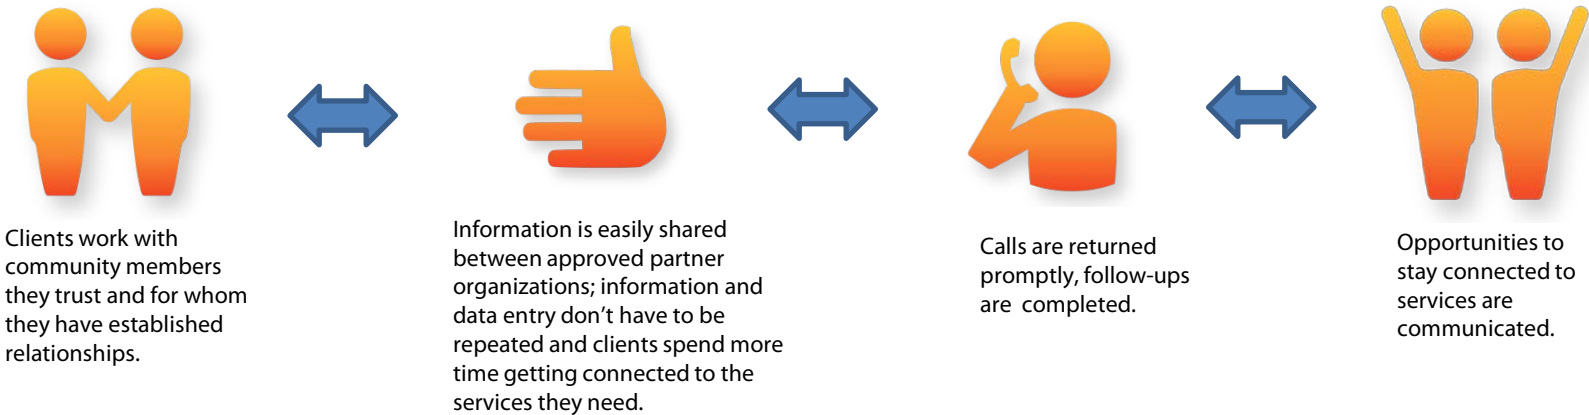 Clients work with
community members
they trust and for whom
they have established
relationships.
Information is easily shared
between approved partner
organizations; information and
data entry don’t have to be
repeated and clients spend more
time getting connected to the
services they need.
Calls are returned
promptly, follow-ups
are completed.
Opportunities to
stay connected to
services are
communicated.